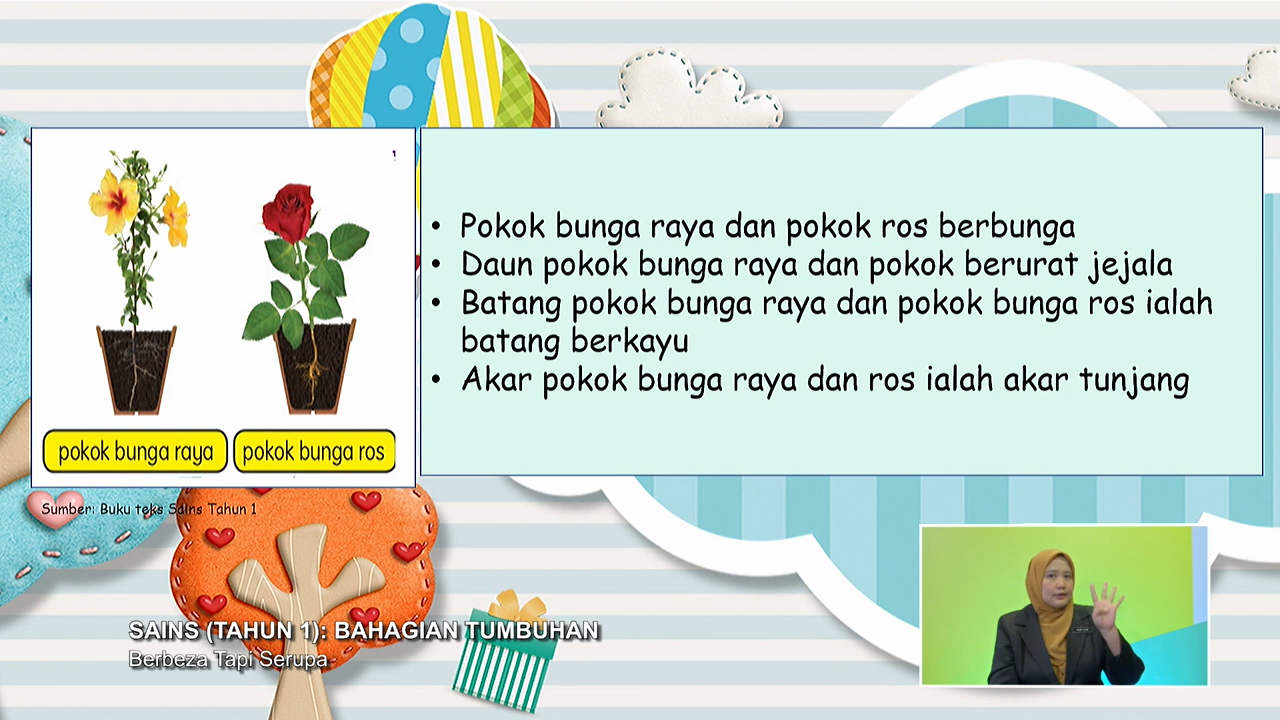 • Pokok bunga raya dan pokok ros berbunga
• Daun pokok bunga raya dan pokok berurat jejala
• Batang pokok bunga raya dan pokok bunga ros ialah
batang berkayu
• Akar pokok bunga raya dan ros ialah akar tunjang
pokok bunga raya
pokok bunga ros
Sumber: Buku teks Sains Tahun 1
SAINS (TAHUN 1): BAHAGIAN TUMBUHAN
Berbeza Tapi Serupa